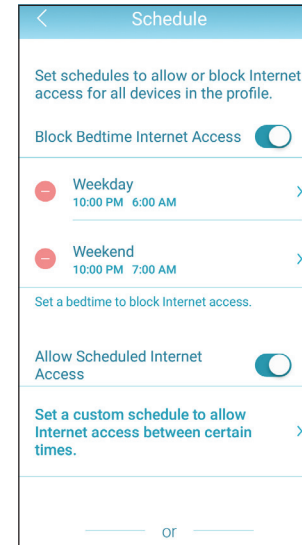 Schedule
Set schedules to allow or block Internet
access for all devices in the profile.
Block Bedtime Internet Access
Weekday
10:00 PM 6:00 AM
Weekend
10:00 PM 7:00 AM
Set a bedtime to block Internet access.
Allow Scheduled Internet
Access
Set a custom schedule to allow
Internet access between certain
times.
or